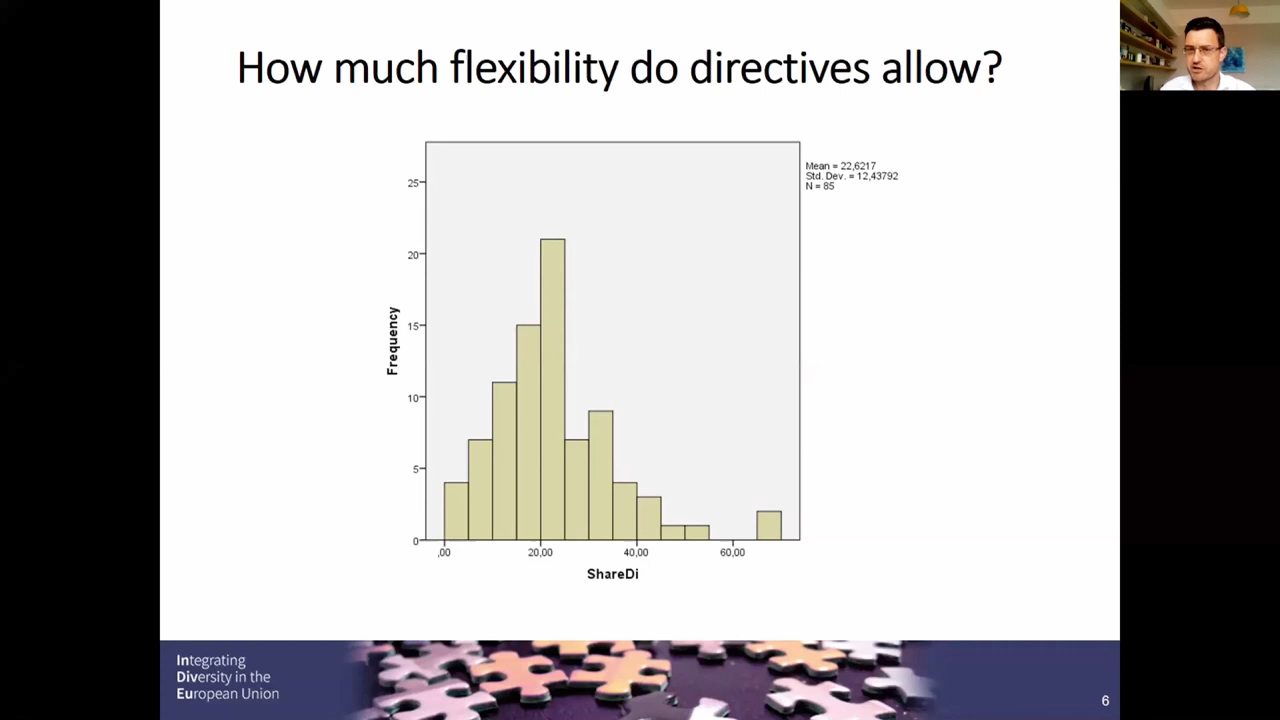 How much flexibility do directives allow?
Mean = 22,6217
Std. Dev. = 12,43792
N = 85
25
20
15
10
5
0
Frequency
,00
20,00
40,00
60,00
ShareDi
Integrating
Diversity in the
European Union
6